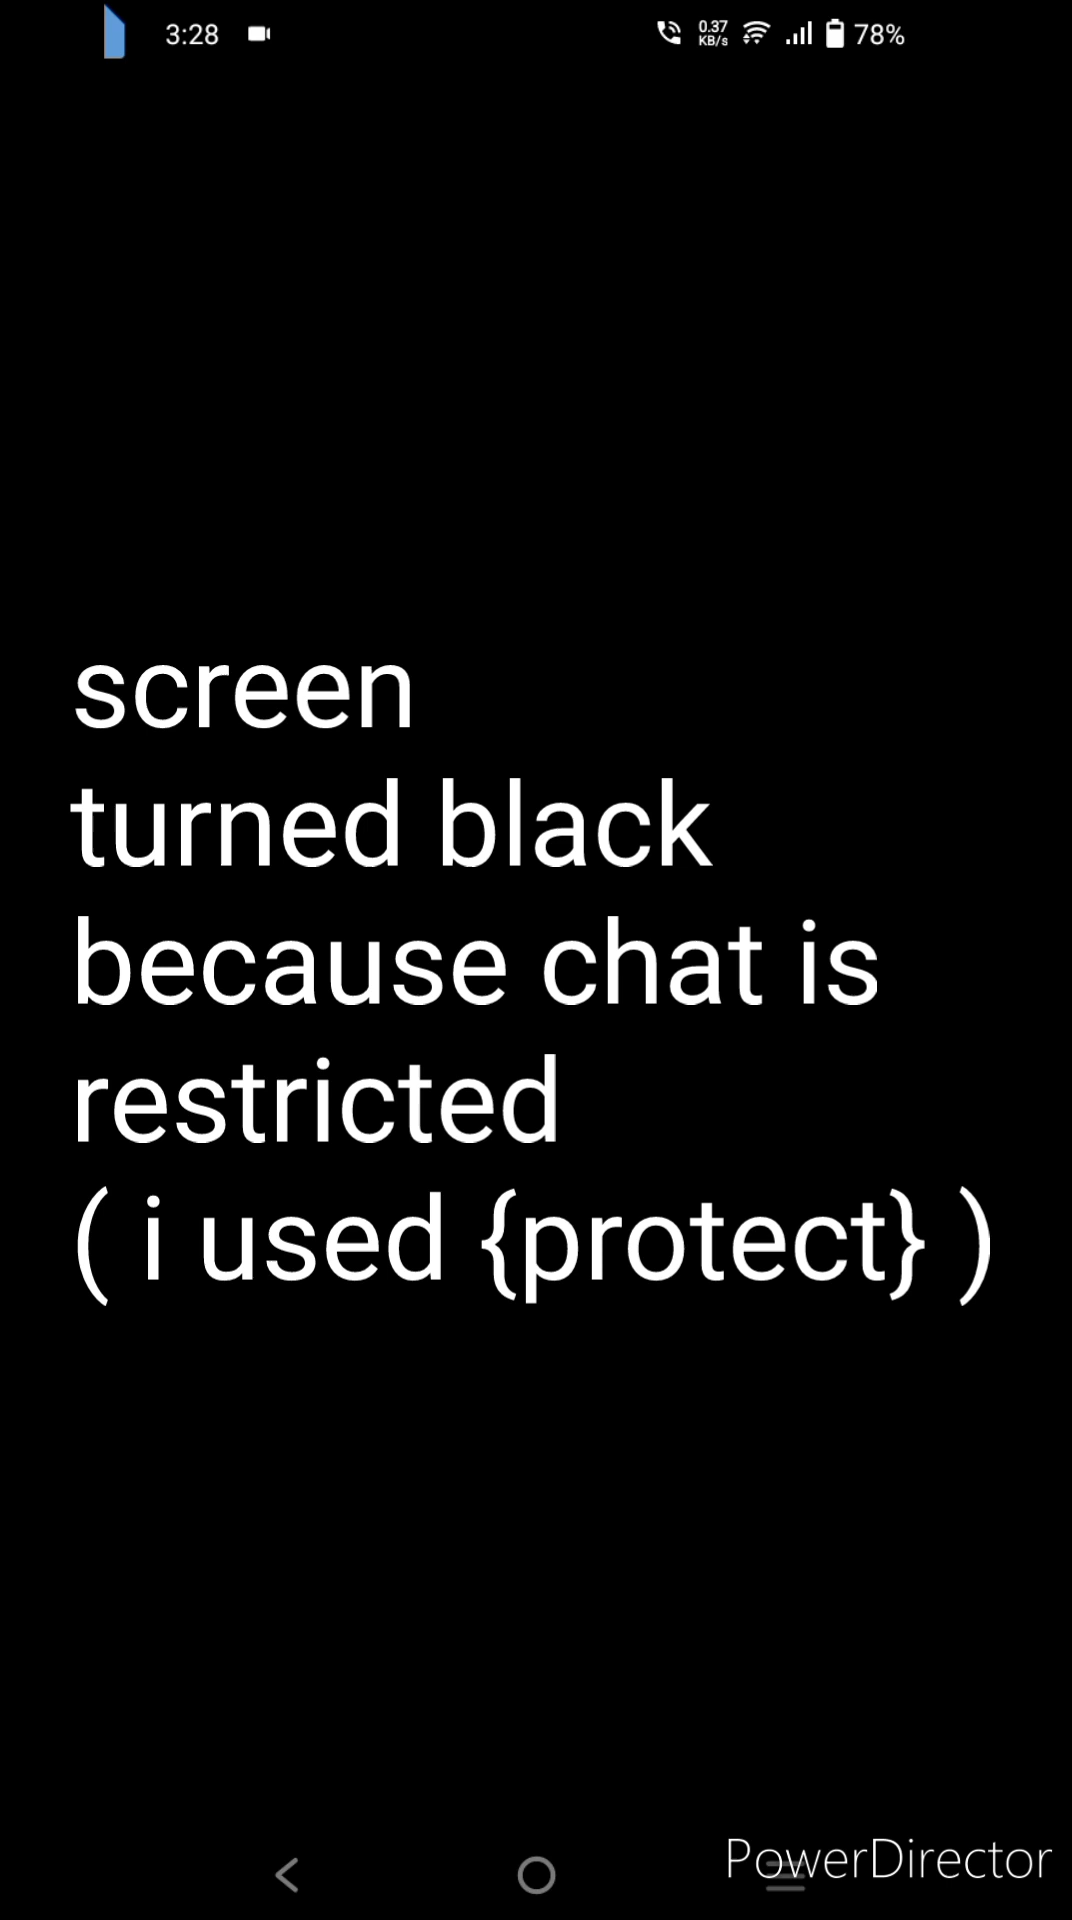 3:28 0.37 KB/s 78%
screen
turned black
because chat is
restricted
( i used {protect} )
PowerDirector